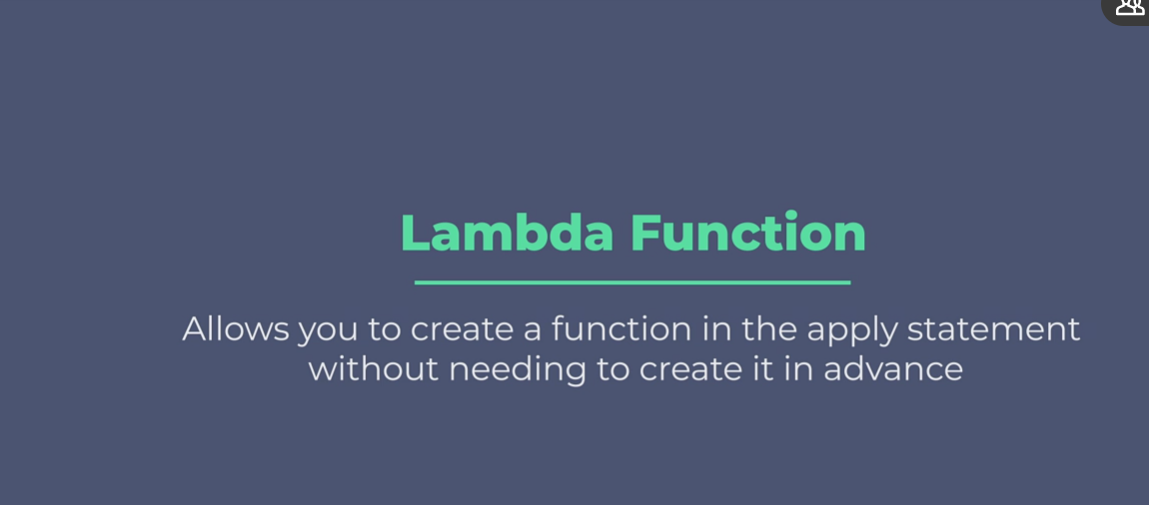 Lambda Function
Allows you to create a function in the apply statement
without needing to create it in advance